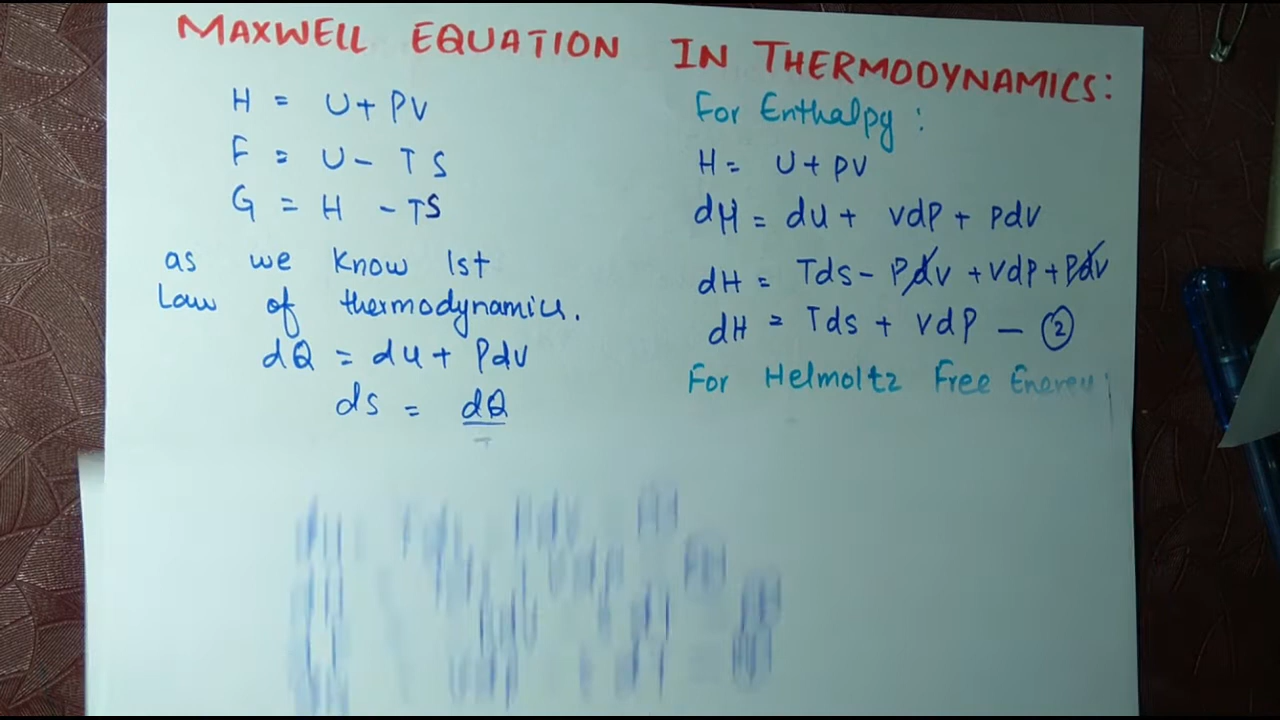 MAXWELL EQUATION IN THERMODYNAMICS:
H = U + PV
F = U - TS
G = H - TS
as we know 1st
Law of thermodynamics.
dQ = du + Pdv
ds = dQ
For Enthalpy:
H = U + PV
dH = du + vdP + Pdv
dH = Tds - Pdv + vdP + Pdv
dH = Tds + vdP - ②
For Helmoltz Free